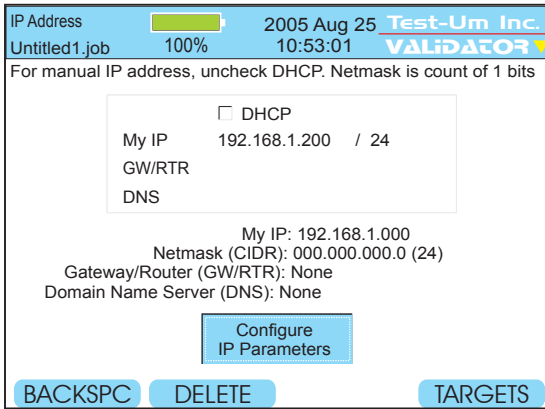 IP Address 2005 Aug 25 Test-Um Inc.
Untitled1.job 100% 10:53:01 VALiDATOR
For manual IP address, uncheck DHCP. Netmask is count of 1 bits
DHCP
My IP 192.168.1.200 / 24
GW/RTR
DNS
My IP: 192.168.1.000
Netmask (CIDR): 000.000.000.0 (24)
Gateway/Router (GW/RTR): None
Domain Name Server (DNS): None
Configure
IP Parameters
BACKSPC DELETE TARGETS